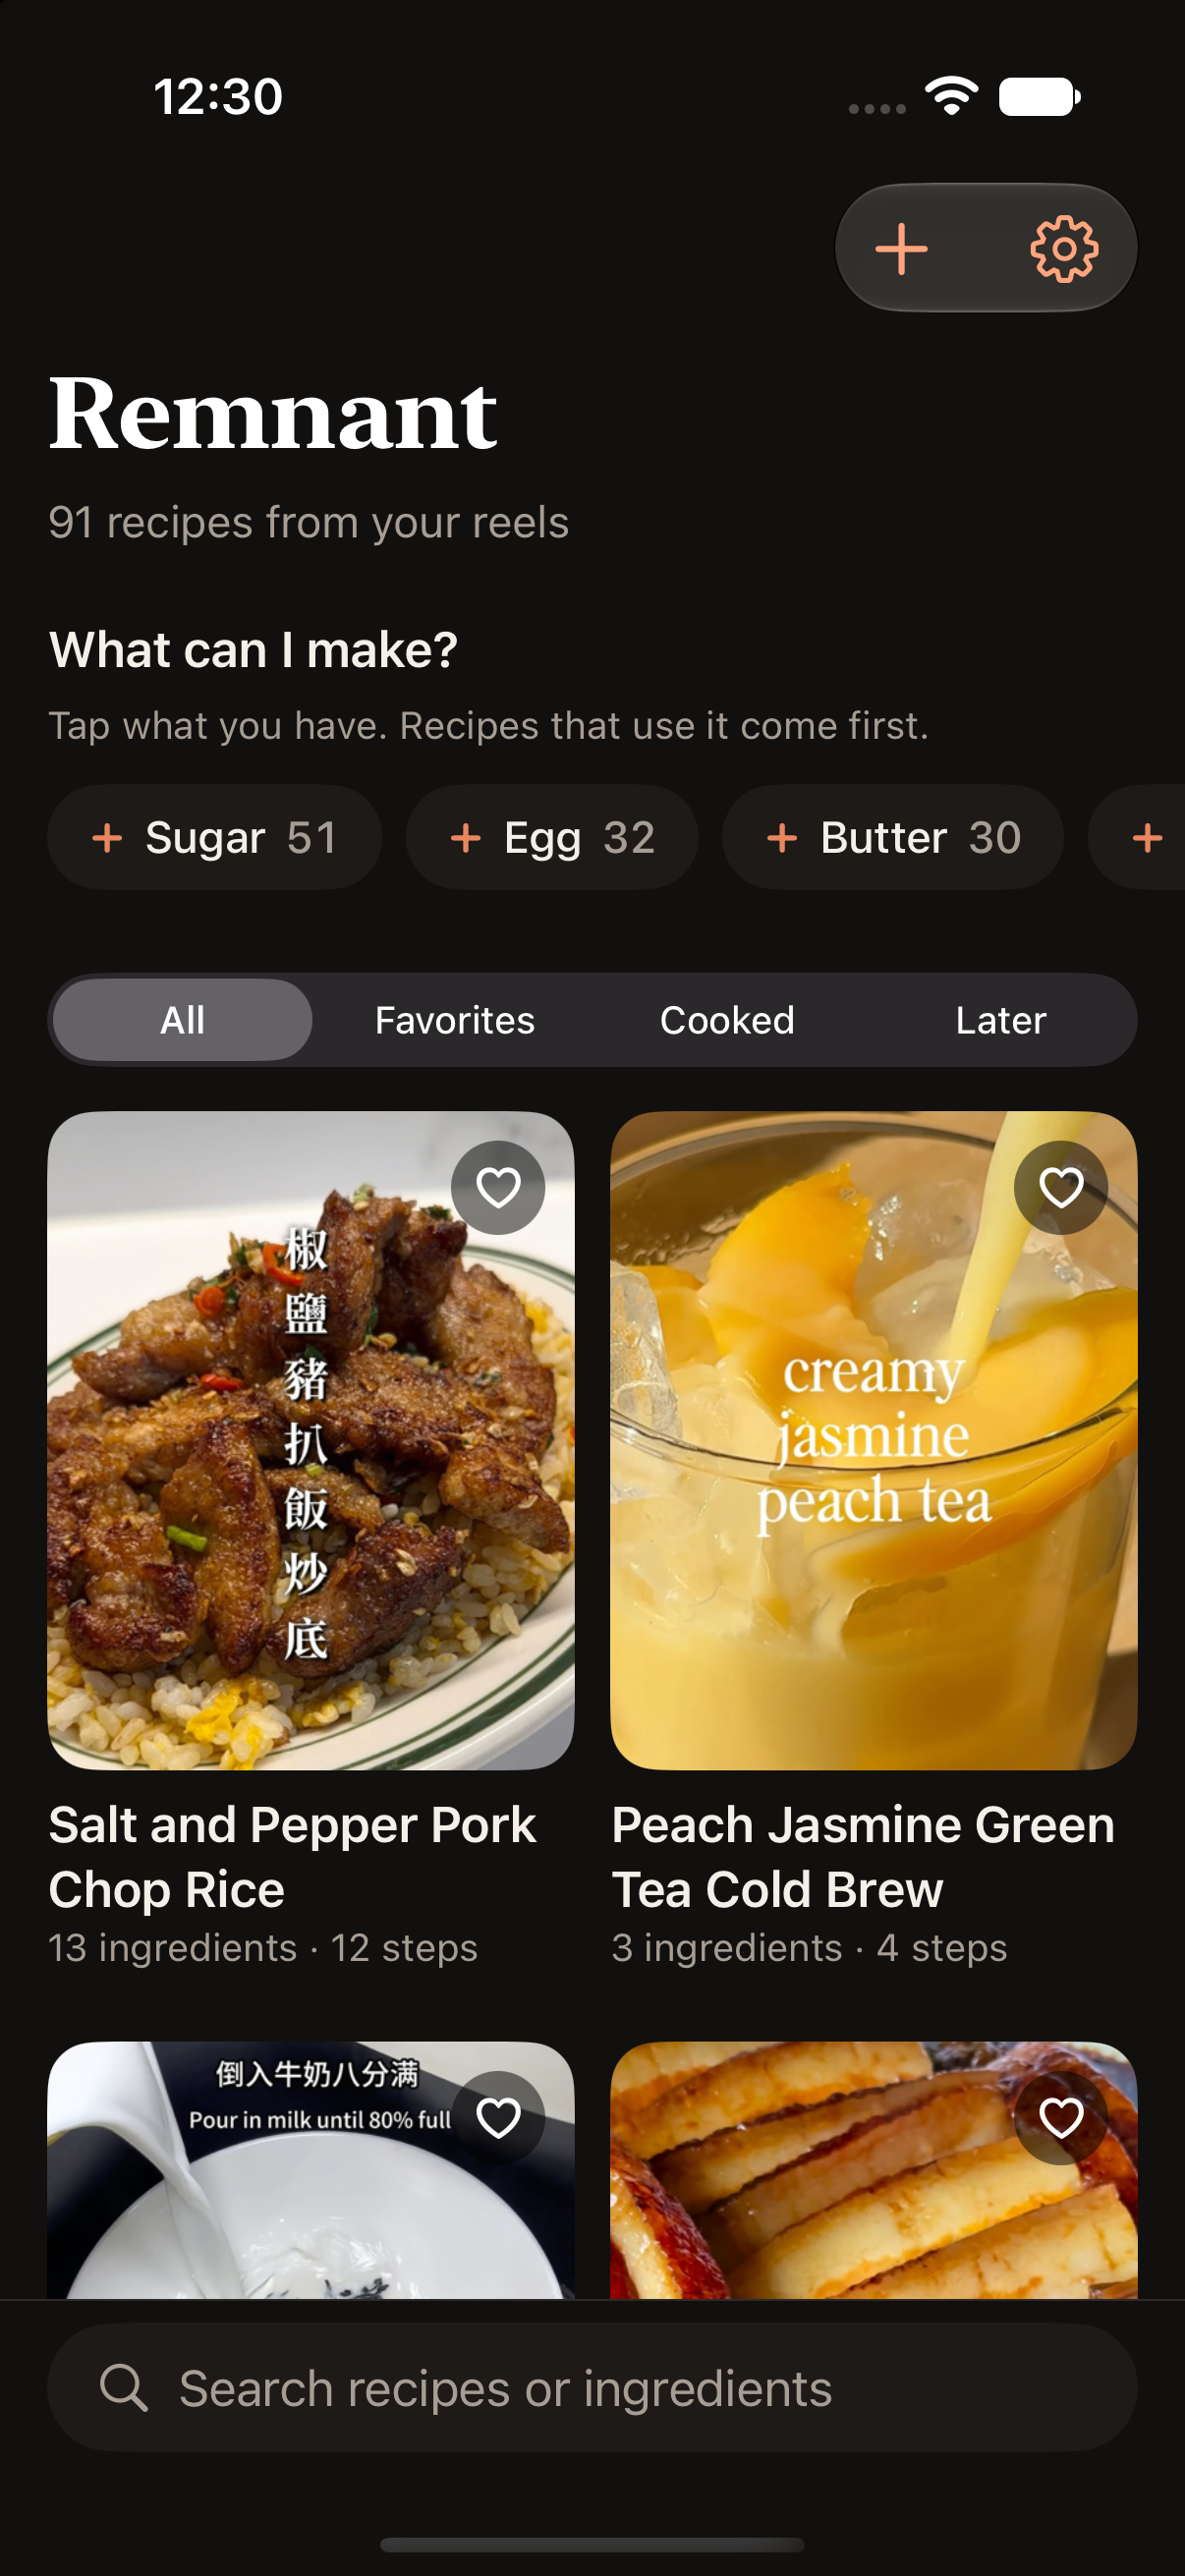 12:30
Remnant
91 recipes from your reels
What can I make?
Tap what you have. Recipes that use it come first.
Sugar 51
Egg 32
Butter 30
All
Favorites
Cooked
Later
椒鹽豬扒飯炒底
creamy
jasmine
peach tea
Salt and Pepper Pork
Chop Rice
13 ingredients · 12 steps
Peach Jasmine Green
Tea Cold Brew
3 ingredients · 4 steps
倒入牛奶八分满
Pour in milk until 80% full
Search recipes or ingredients